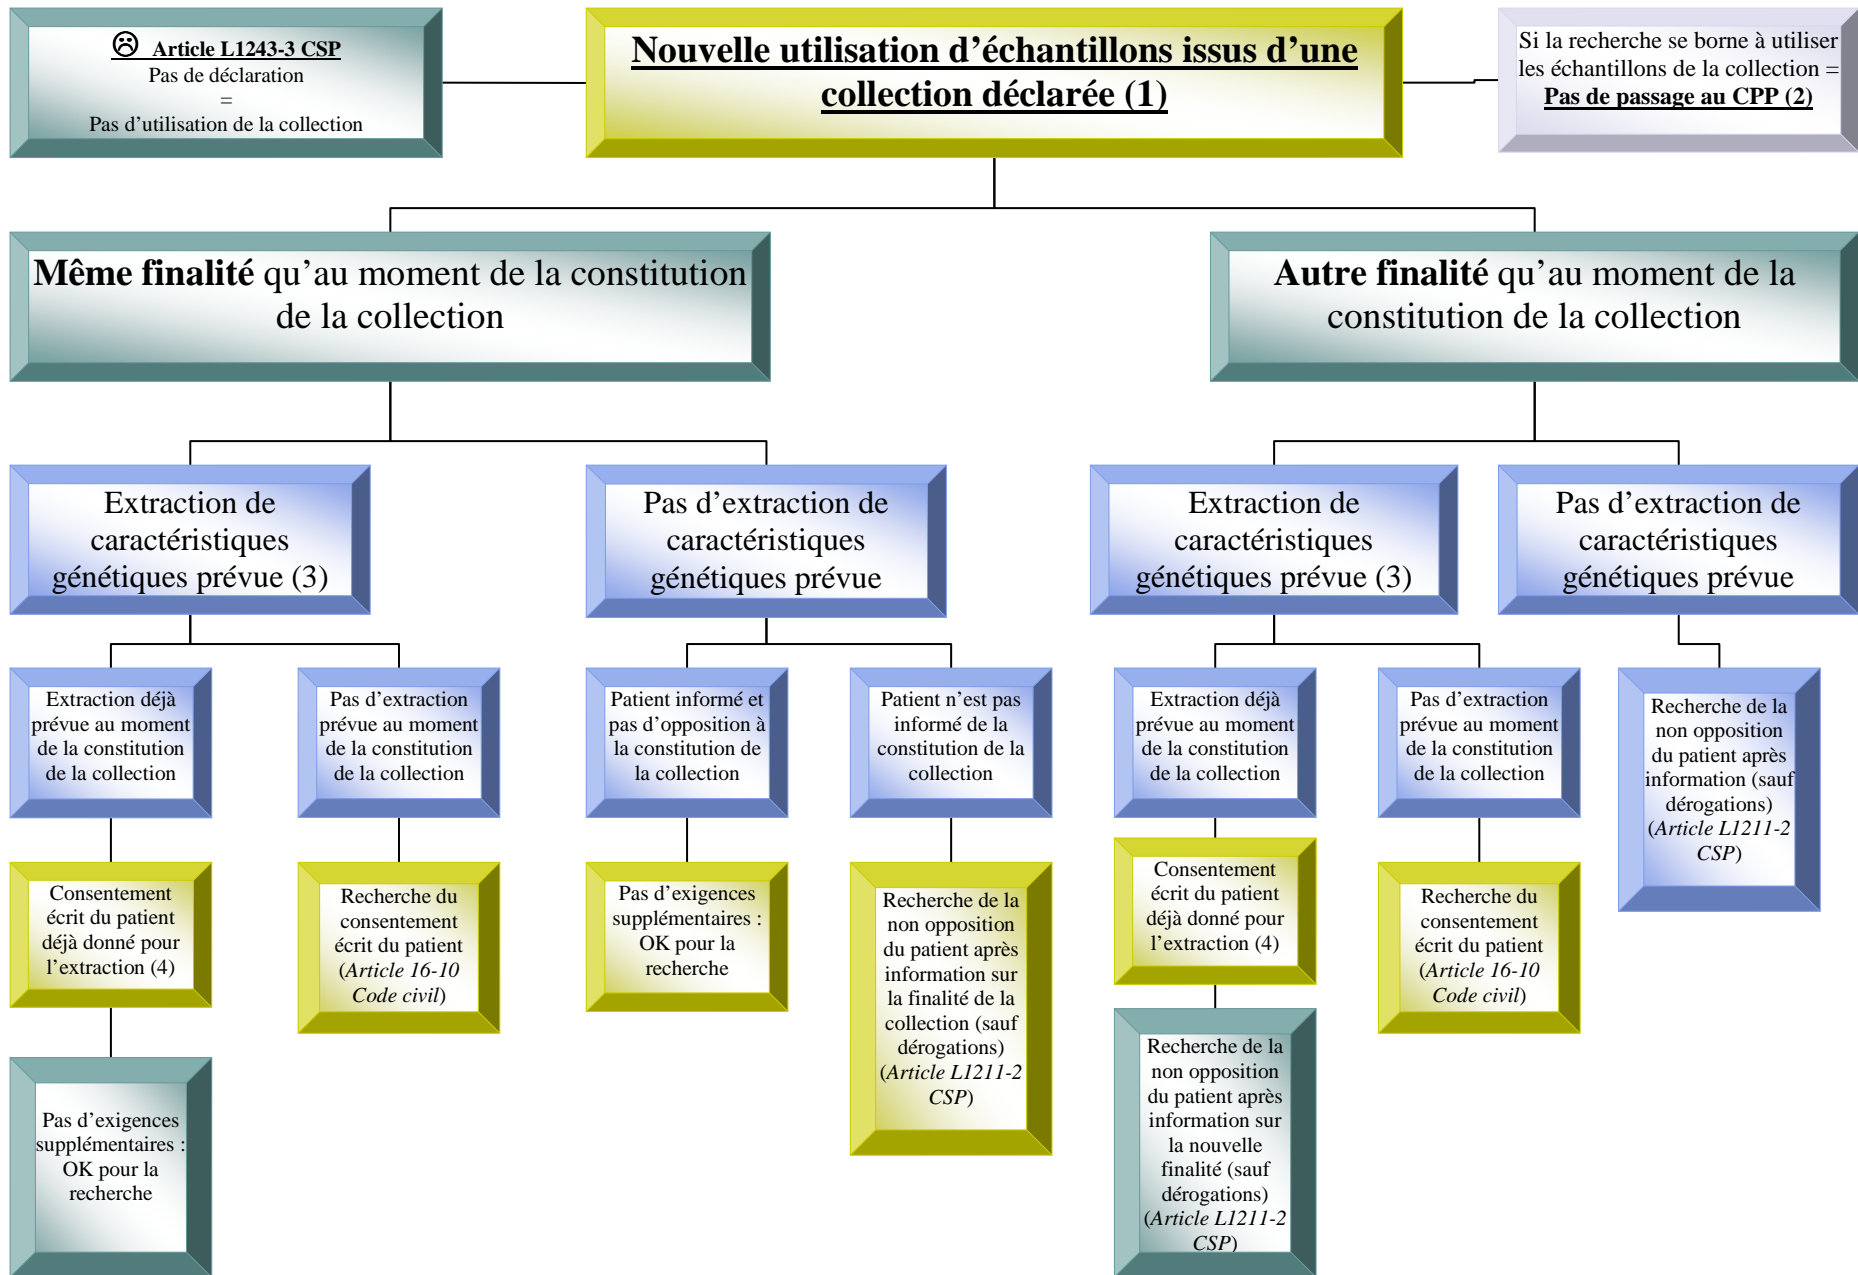 ☹ Article L1243-3 CSP
Pas de déclaration
=
Pas d’utilisation de la collection
Nouvelle utilisation d’échantillons issus d’une
collection déclarée (1)
Si la recherche se borne à utiliser
les échantillons de la collection =
Pas de passage au CPP (2)
Même finalité qu’au moment de la constitution
de la collection
Autre finalité qu’au moment de la
constitution de la collection
Extraction de
caractéristiques
génétiques prévue (3)
Pas d’extraction de
caractéristiques
génétiques prévue
Extraction de
caractéristiques
génétiques prévue (3)
Pas d’extraction de
caractéristiques
génétiques prévue
Extraction déjà
prévue au moment
de la constitution
de la collection
Pas d’extraction
prévue au moment
de la constitution
de la collection
Patient informé et
pas d’opposition à
la constitution de
la collection
Patient n’est pas
informé de la
constitution de la
collection
Extraction déjà
prévue au moment
de la constitution
de la collection
Pas d’extraction
prévue au moment
de la constitution
de la collection
Recherche de la
non opposition
du patient après
information (sauf
dérogations)
(Article L1211-2
CSP)
Consentement
écrit du patient
déjà donné pour
l’extraction (4)
Recherche du
consentement
écrit du patient
(Article 16-10
Code civil)
Pas d’exigences
supplémentaires :
OK pour la
recherche
Recherche de la
non opposition
du patient après
information sur
la finalité de la
collection (sauf
dérogations)
(Article L1211-2
CSP)
Consentement
écrit du patient
déjà donné pour
l’extraction (4)
Recherche du
consentement
écrit du patient
(Article 16-10
Code civil)
Pas d’exigences
supplémentaires :
OK pour la
recherche
Recherche de la
non opposition
du patient après
information sur
la nouvelle
finalité (sauf
dérogations)
(Article L1211-2
CSP)